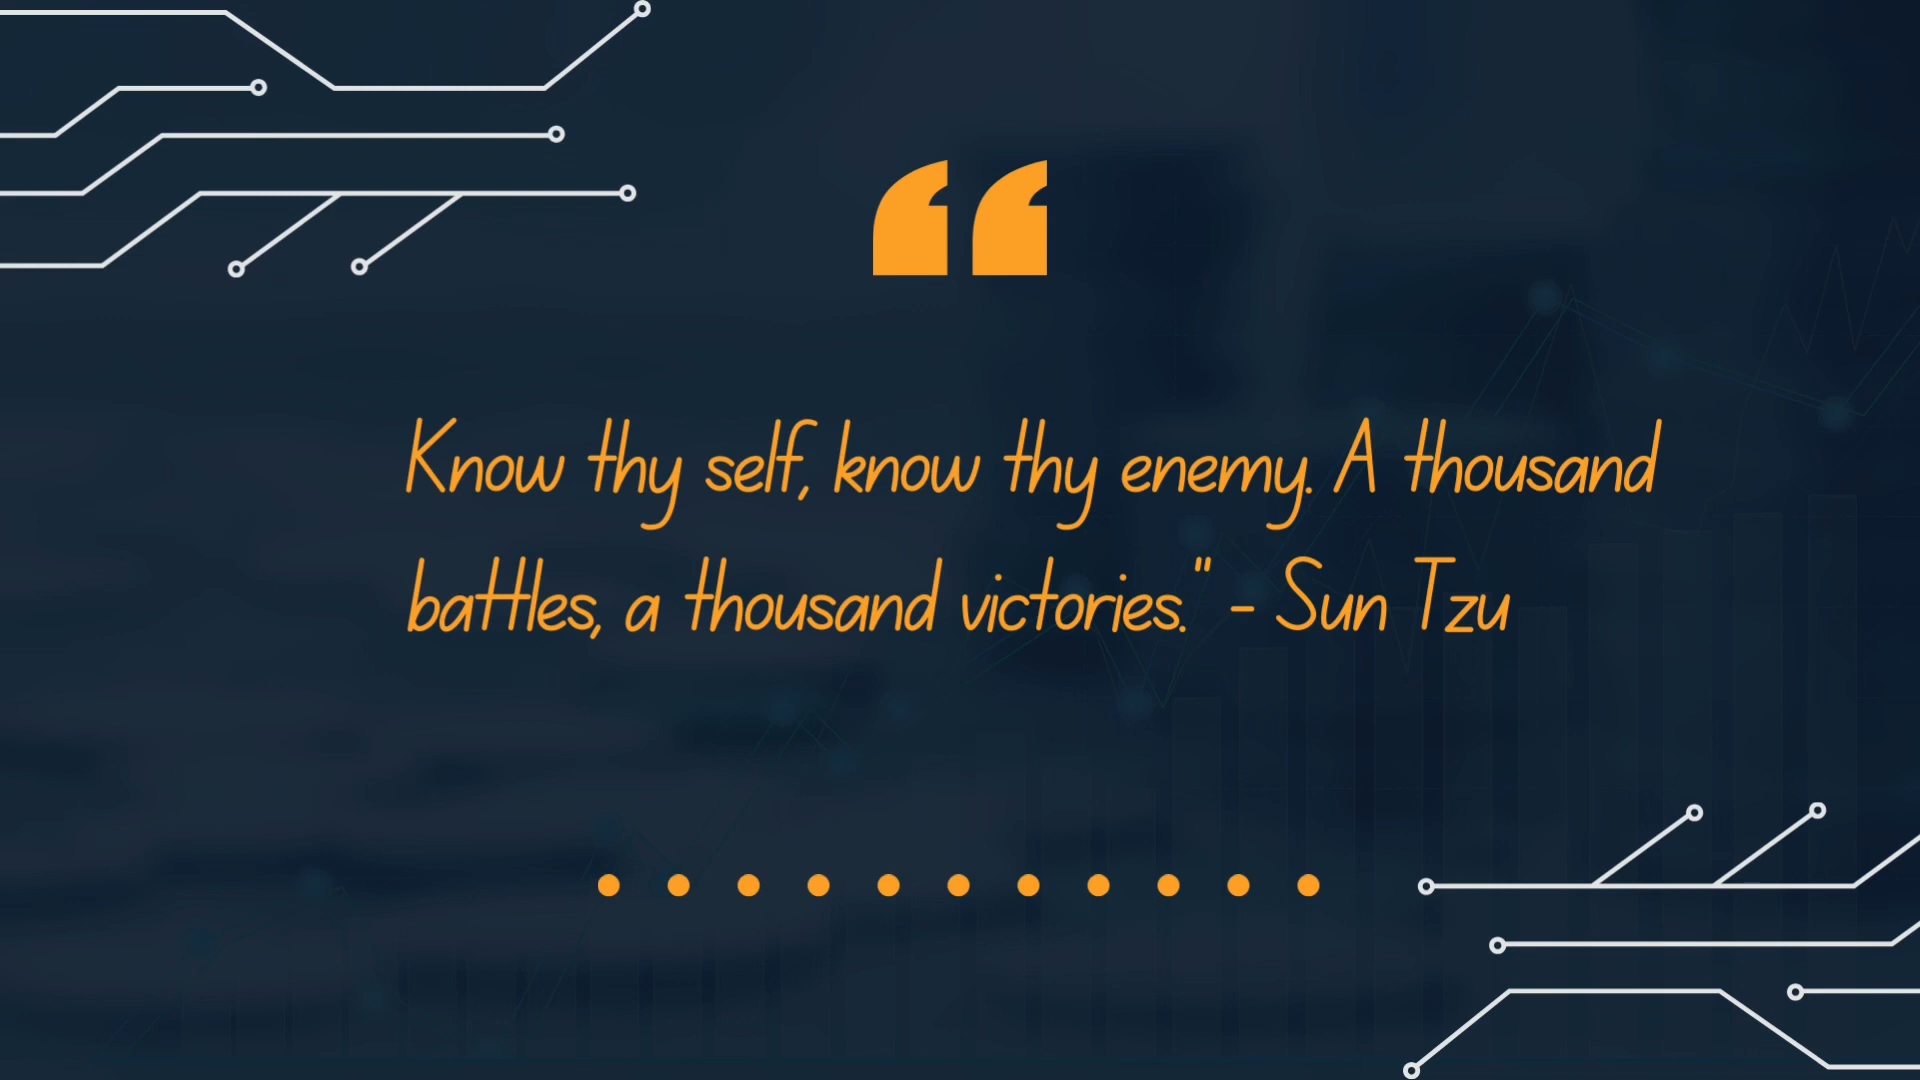 “
Know thy self, know thy enemy. A thousand
battles, a thousand victories." - Sun Tzu